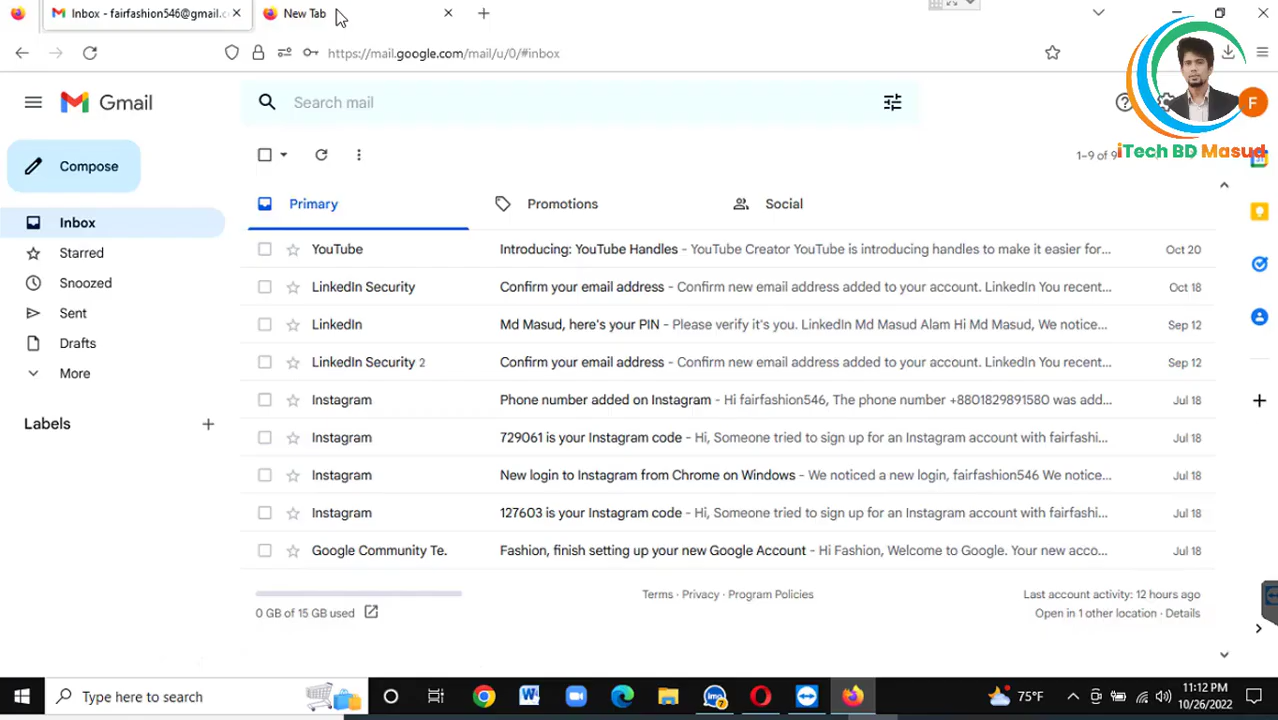 Inbox - fairfashion546@gmail.c
New Tab
https://mail.google.com/mail/u/0/#inbox
Gmail
Search mail
F
iTech BD Masud
Compose
1–9 of 9
Primary
Promotions
Social
Inbox
Starred
Snoozed
Sent
Drafts
More
Labels
YouTube Introducing: YouTube Handles - YouTube Creator YouTube is introducing handles to make it easier for... Oct 20
LinkedIn Security Confirm your email address - Confirm new email address added to your account. LinkedIn You recent... Oct 18
LinkedIn Md Masud, here's your PIN - Please verify it's you. LinkedIn Md Masud Alam Hi Md Masud, We notice... Sep 12
LinkedIn Security 2 Confirm your email address - Confirm new email address added to your account. LinkedIn You recent... Sep 12
Instagram Phone number added on Instagram - Hi fairfashion546, The phone number +8801829891580 was add... Jul 18
Instagram 729061 is your Instagram code - Hi, Someone tried to sign up for an Instagram account with fairfashi... Jul 18
Instagram New login to Instagram from Chrome on Windows - We noticed a new login, fairfashion546 We notice... Jul 18
Instagram 127603 is your Instagram code - Hi, Someone tried to sign up for an Instagram account with fairfashi... Jul 18
Google Community Te. Fashion, finish setting up your new Google Account - Hi Fashion, Welcome to Google. Your new acco... Jul 18
0 GB of 15 GB used
Terms · Privacy · Program Policies
Last account activity: 12 hours ago
Open in 1 other location · Details
Type here to search
75°F
11:12 PM
10/26/2022